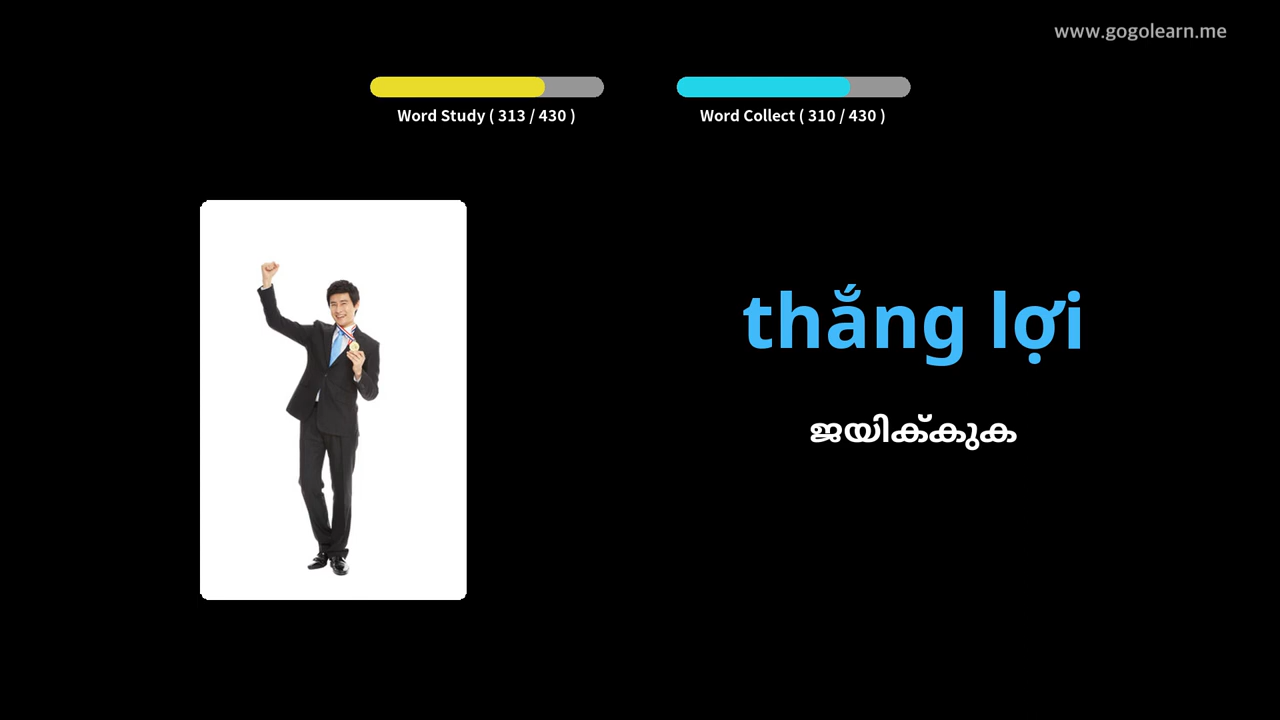 www.gogolearn.me
Word Study ( 313 / 430 )
Word Collect ( 310 / 430 )
thắng lợi
ജയിക്കുക